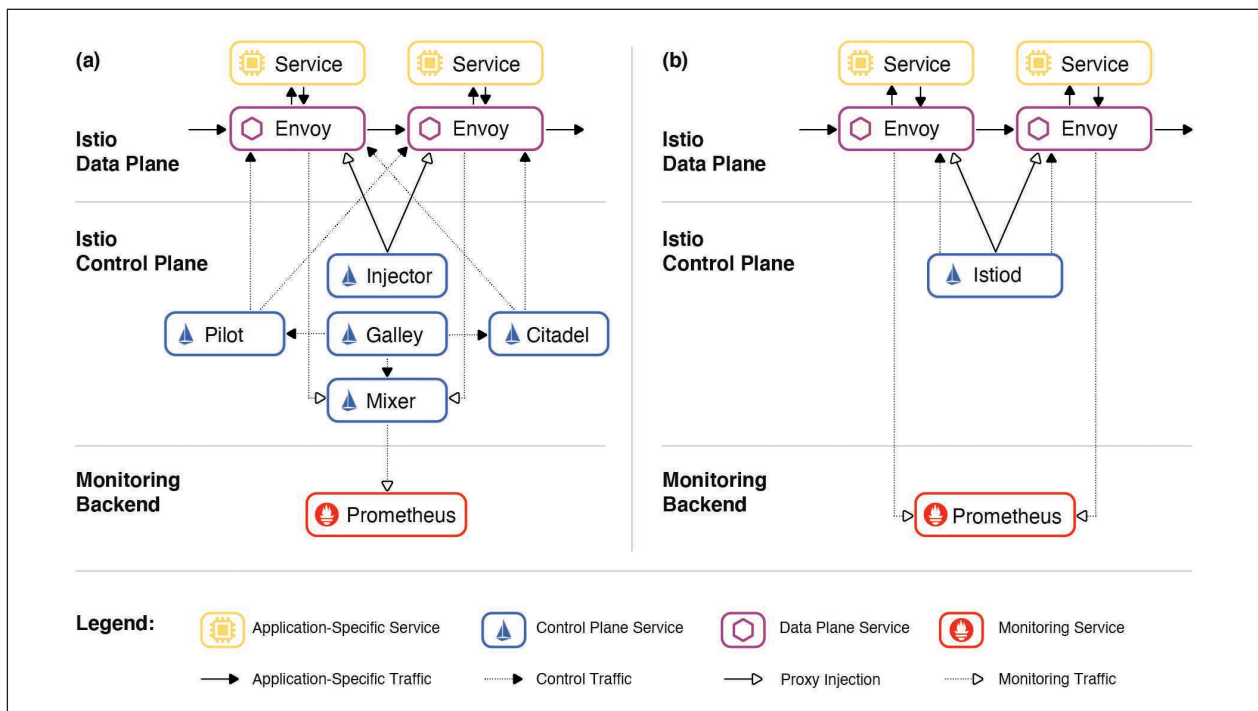 (a)
Service
Service
Envoy
Envoy
Istio
Data Plane
Istio
Control Plane
Injector
Pilot
Galley
Citadel
Mixer
Monitoring
Backend
Prometheus
(b)
Service
Service
Envoy
Envoy
Istio
Data Plane
Istio
Control Plane
Istiod
Monitoring
Backend
Prometheus
Legend:
Application-Specific Service
Control Plane Service
Data Plane Service
Monitoring Service
Application-Specific Traffic
Control Traffic
Proxy Injection
Monitoring Traffic